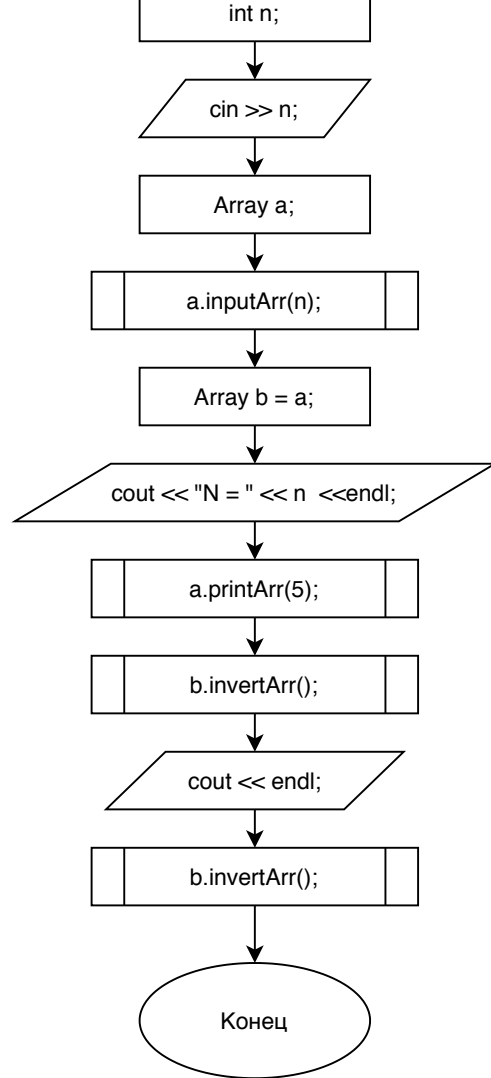 int n;
cin >> n;
Array a;
a.inputArr(n);
Array b = a;
cout << "N = " << n  <<endl;
a.printArr(5);
b.invertArr();
cout << endl;
b.invertArr();
Конец